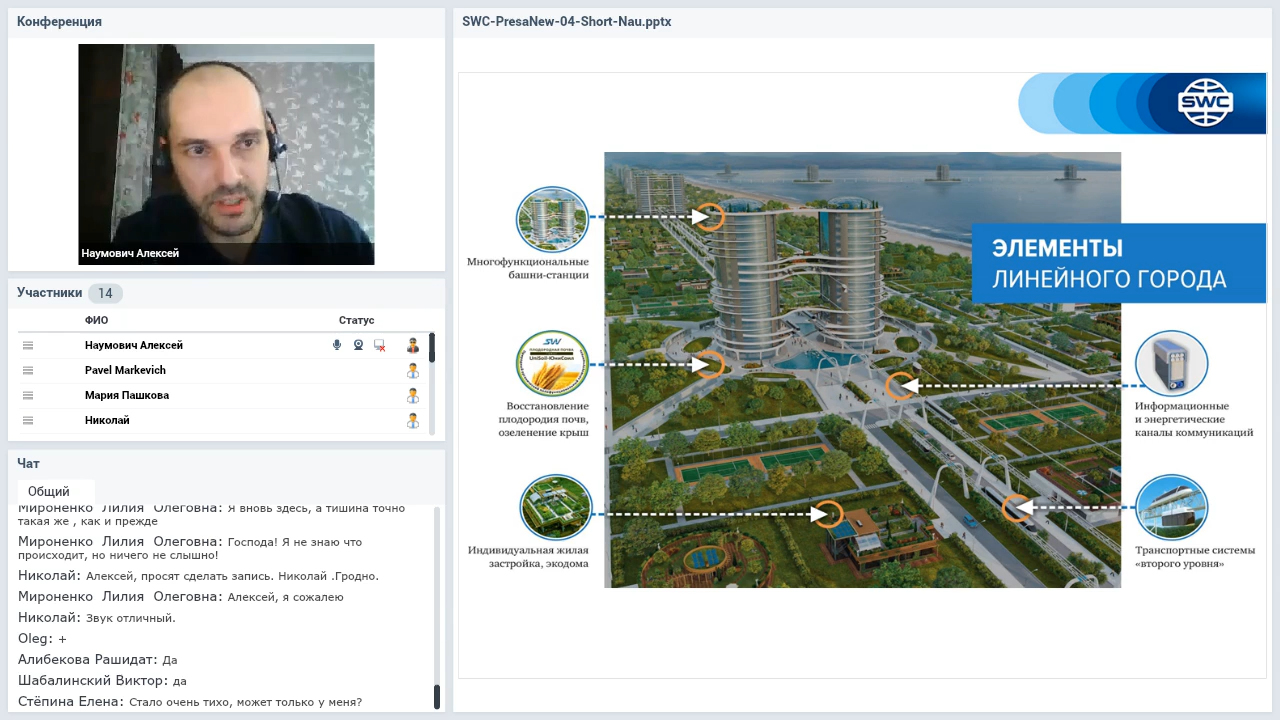 Конференция
Наумович Алексей
Участники 14
ФИО Статус
Наумович Алексей
Pavel Markevich
Мария Пашкова
Николай
Чат
Общий
Мироненко Лилия Олеговна: Я вновь здесь, а тишина точно
такая же , как и прежде
Мироненко Лилия Олеговна: Господа! Я не знаю что
происходит, но ничего не слышно!
Николай: Алексей, просят сделать запись. Николай .Гродно.
Мироненко Лилия Олеговна: Алексей, я сожалею
Николай: Звук отличный.
Oleg: +
Алибекова Рашидат: Да
Шабалинский Виктор: да
Стёпина Елена: Стало очень тихо, может только у меня?
SWC-PresaNew-04-Short-Nau.pptx
SWC
ЭЛЕМЕНТЫ
ЛИНЕЙНОГО ГОРОДА
Многофункциональные
башни-станции
SW
ПЛОДОРОДНАЯ ПОЧВА
UniSoil-ЮниСоил
Восстановление
плодородия почв,
озеленение крыш
Индивидуальная жилая
застройка, экодома
Информационные
и энергетические
каналы коммуникаций
Транспортные системы
«второго уровня»